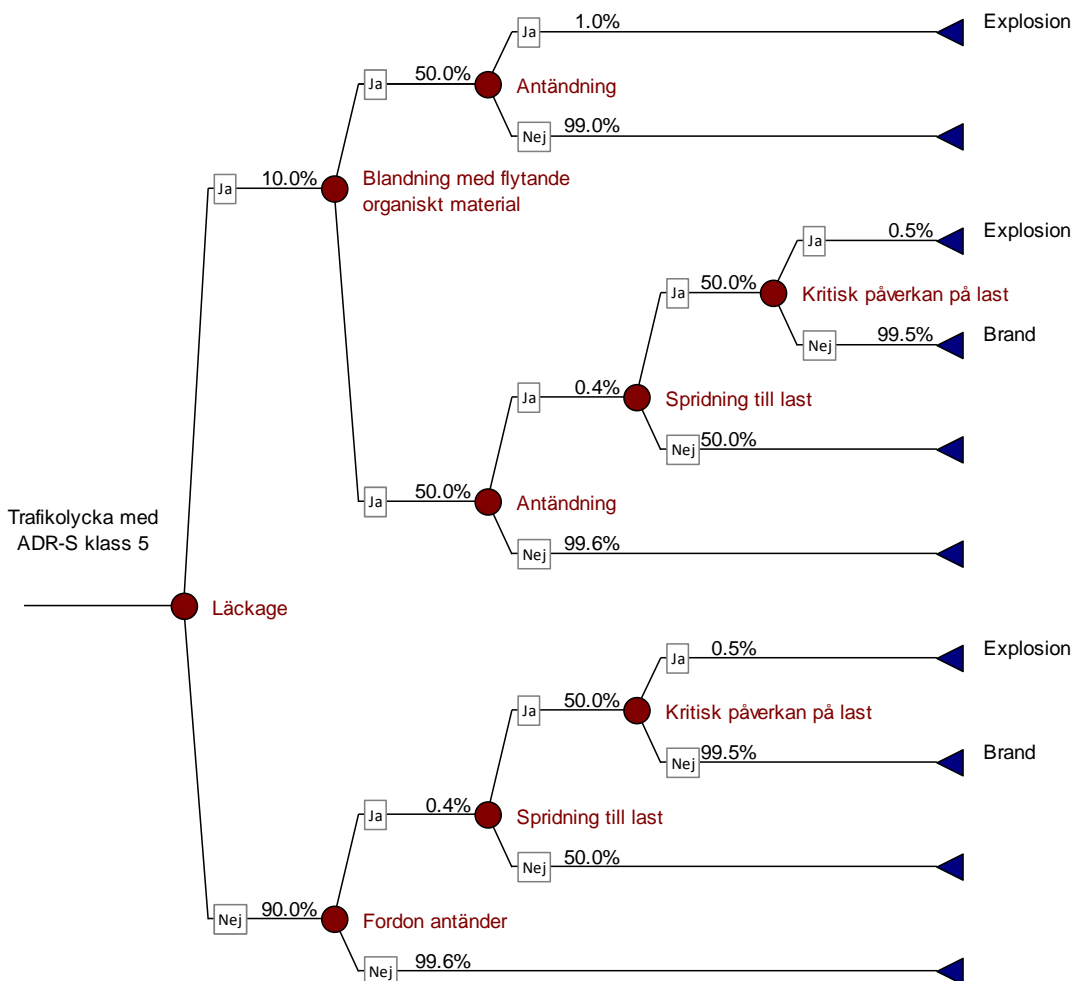 Ja
1.0%
Explosion
Ja
50.0%
Antändning
Nej
99.0%
Ja
10.0%
Blandning med flytande
organiskt material
Ja
0.5%
Explosion
Ja
50.0%
Kritisk påverkan på last
Nej
99.5%
Brand
Ja
0.4%
Spridning till last
Nej
50.0%
Ja
50.0%
Antändning
Nej
99.6%
Trafikolycka med
ADR-S klass 5
Läckage
Ja
0.5%
Explosion
Ja
50.0%
Kritisk påverkan på last
Nej
99.5%
Brand
Ja
0.4%
Spridning till last
Nej
50.0%
Nej
90.0%
Fordon antänder
Nej
99.6%